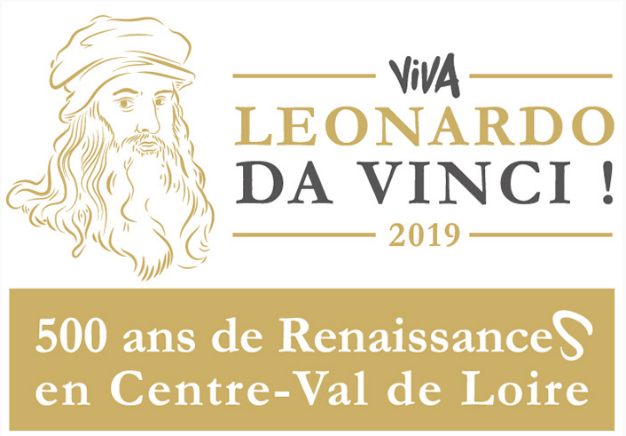 VIVA
LEONARDO
DA VINCI !
2019
500 ans de RenaissanceS
en Centre-Val de Loire